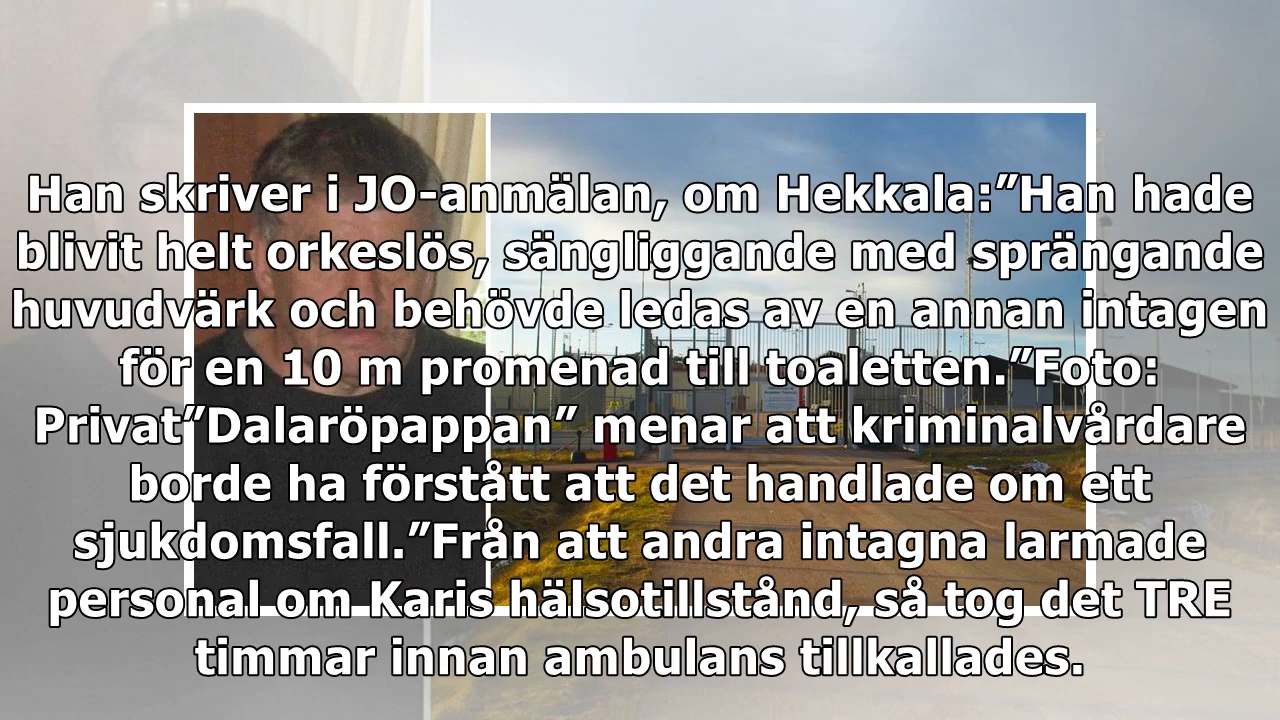 Han skriver i JO-anmälan, om Hekkala:”Han hade
blivit helt orkeslös, sängliggande med sprängande
huvudvärk och behövde ledas av en annan intagen
för en 10 m promenad till toaletten.”Foto:
Privat”Dalaröpappan” menar att kriminalvårdare
borde ha förstått att det handlade om ett
sjukdomsfall.”Från att andra intagna larmade
personal om Karis hälsotillstånd, så tog det TRE
timmar innan ambulans tillkallades.